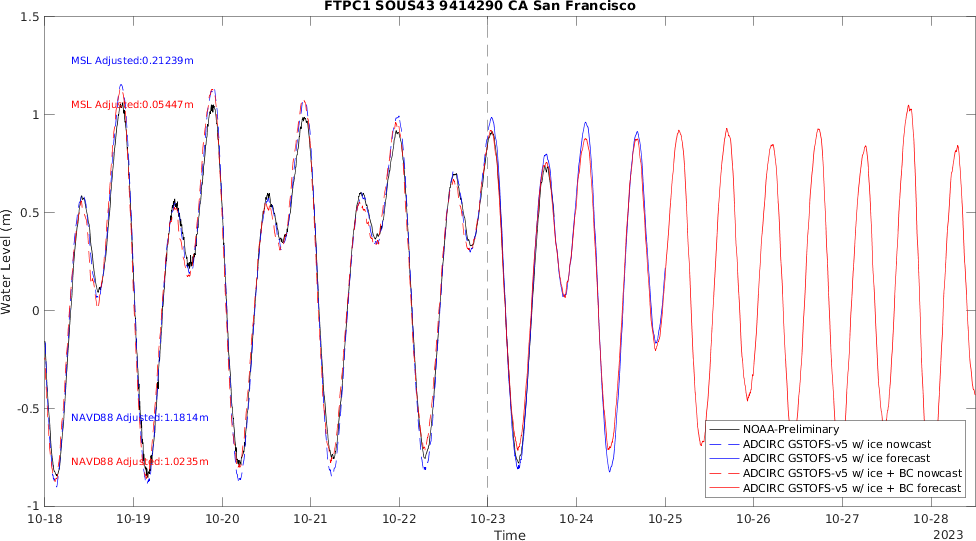 FTPC1 SOUS43 9414290 CA San Francisco
1.5
MSL Adjusted:0.21239m
MSL Adjusted:0.05447m
1
0.5
Water Level (m)
0
-0.5
NAVD88 Adjusted:1.1814m
NAVD88 Adjusted:1.0235m
-1
NOAA-Preliminary
ADCIRC GSTOFS-v5 w/ ice nowcast
ADCIRC GSTOFS-v5 w/ ice forecast
ADCIRC GSTOFS-v5 w/ ice + BC nowcast
ADCIRC GSTOFS-v5 w/ ice + BC forecast
10-18 10-19 10-20 10-21 10-22 10-23 10-24 10-25 10-26 10-27 10-28
Time
2023